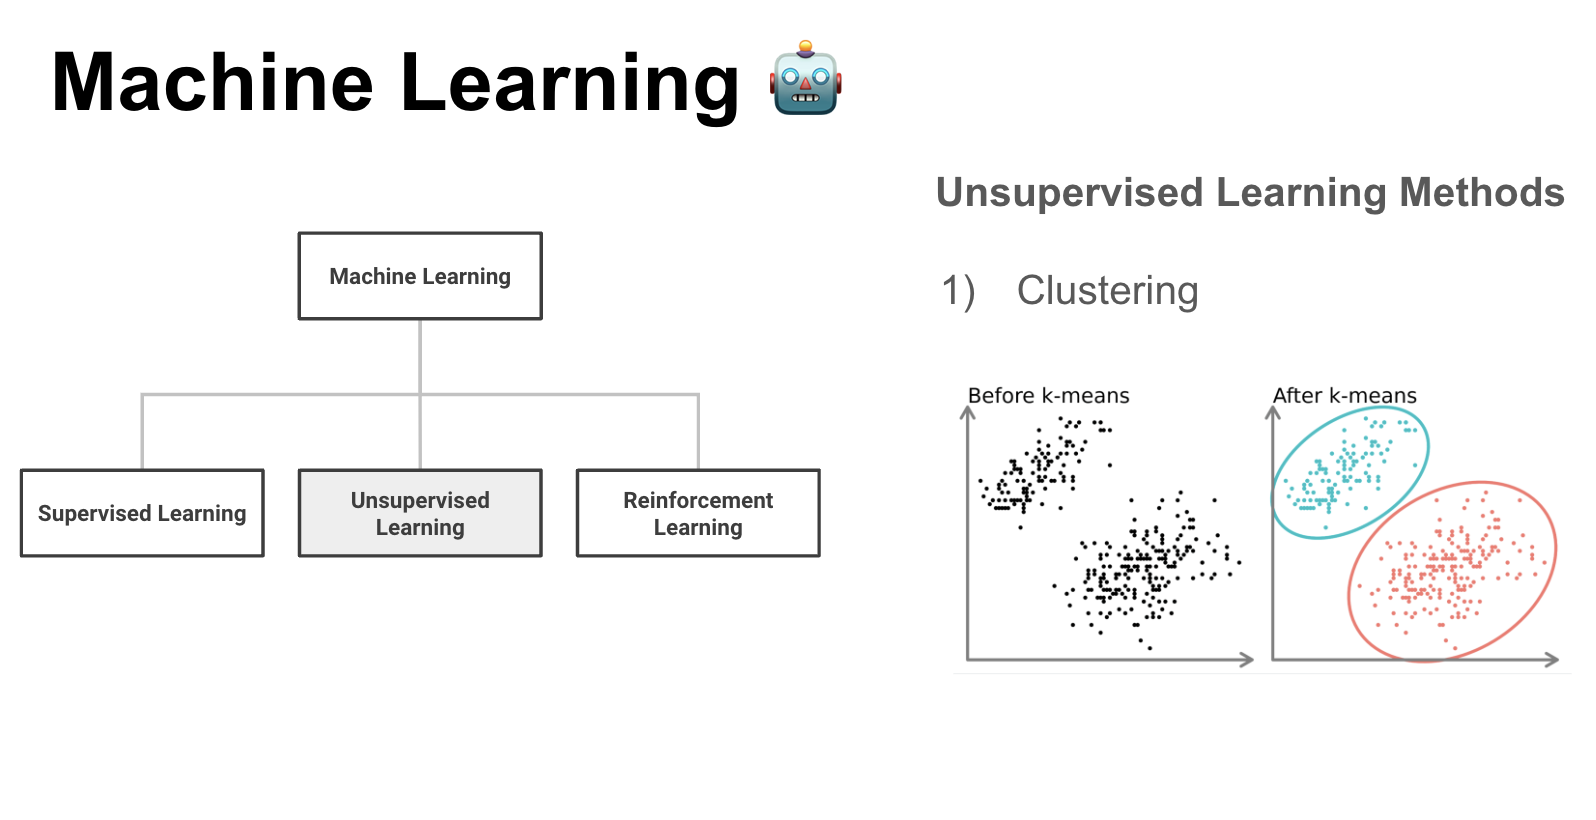 Machine Learning 🤖
Machine Learning
Supervised Learning
Unsupervised
Learning
Reinforcement
Learning
Unsupervised Learning Methods
1) Clustering
Before k-means
After k-means